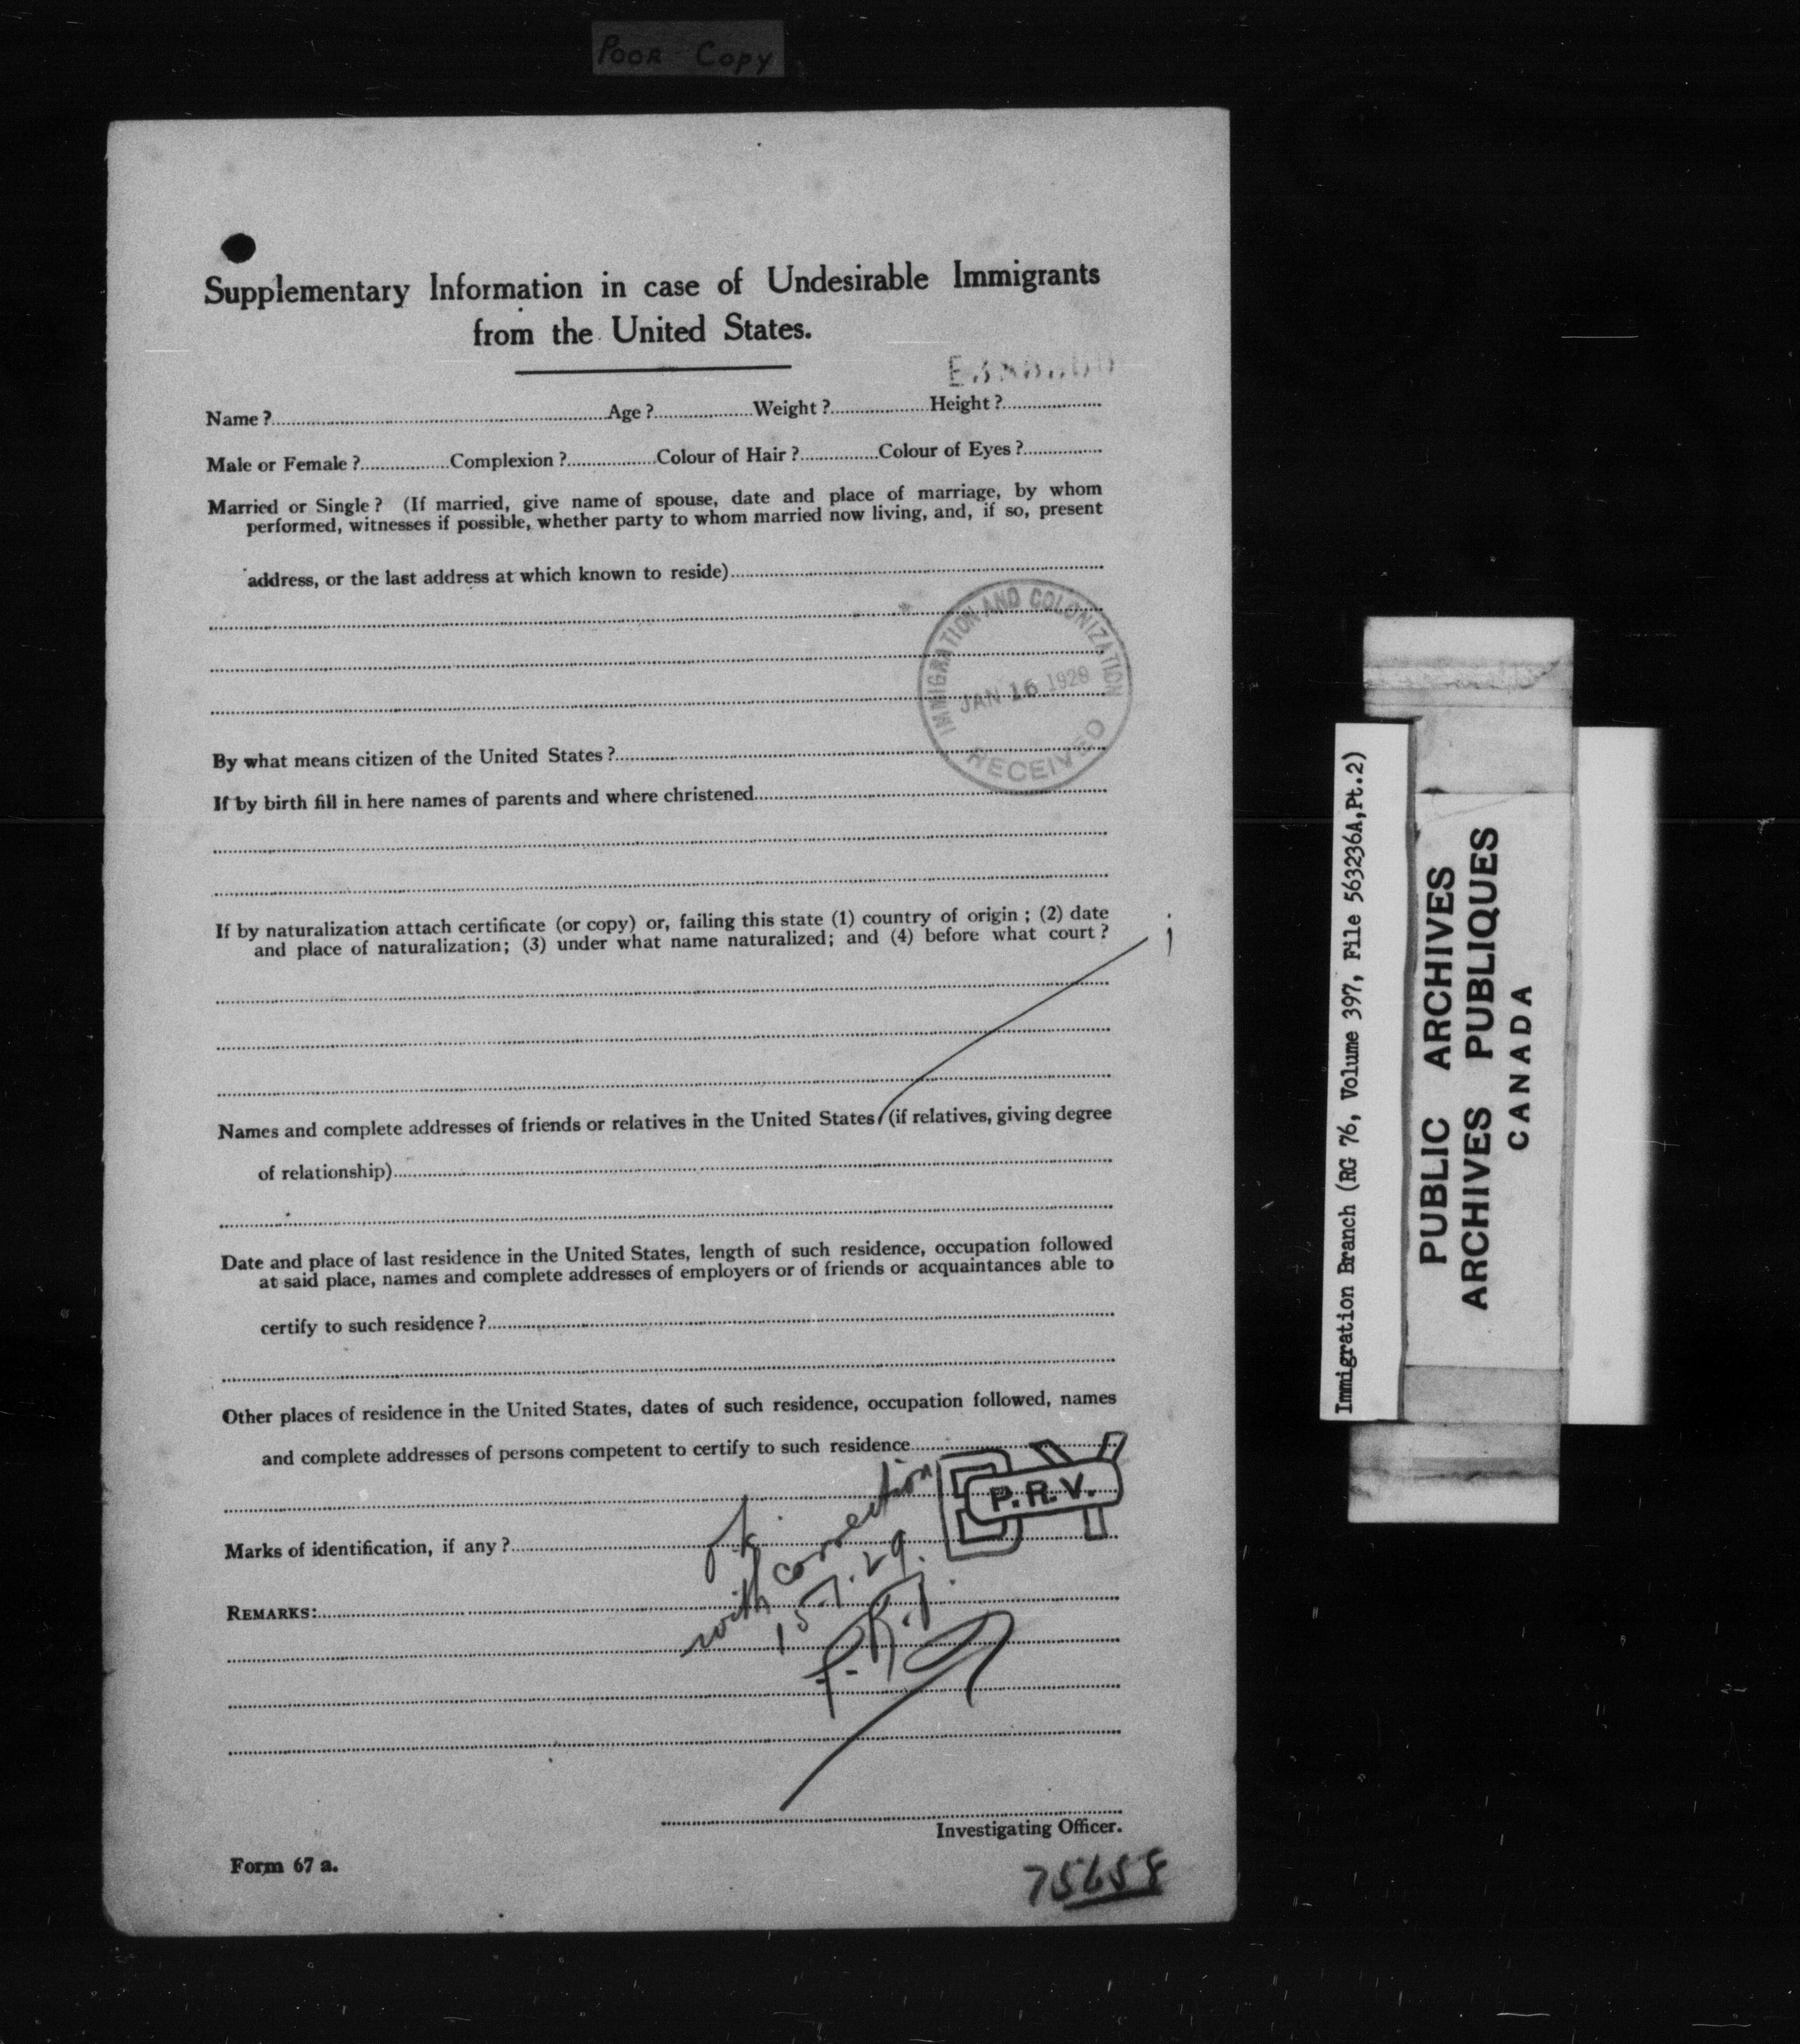 Poor Copy
Supplementary Information in case of Undesirable Immigrants
from the United States.
Name ? Age ? Weight ? Height ?
Male or Female ? Complexion ? Colour of Hair ? Colour of Eyes ?
Married or Single ? (If married, give name of spouse, date and place of marriage, by whom
performed, witnesses if possible, whether party to whom married now living, and, if so, present
address, or the last address at which known to reside)
IMMIGRATION AND COLONIZATION
JAN 16 1929
RECEIVED
By what means citizen of the United States ?
If by birth fill in here names of parents and where christened
If by naturalization attach certificate (or copy) or, failing this state (1) country of origin ; (2) date
and place of naturalization; (3) under what name naturalized; and (4) before what court ?
Names and complete addresses of friends or relatives in the United States (if relatives, giving degree
of relationship)
Date and place of last residence in the United States, length of such residence, occupation followed
at said place, names and complete addresses of employers or of friends or acquaintances able to
certify to such residence ?
Other places of residence in the United States, dates of such residence, occupation followed, names
and complete addresses of persons competent to certify to such residence
P.R.V.
Marks of identification, if any ?
ok
with correction
REMARKS:
Investigating Officer.
Form 67 a.
75658
Immigration Branch (RG 76, Volume 397, File 563236A,Pt.2)
PUBLIC ARCHIVES
ARCHIVES PUBLIQUES
CANADA